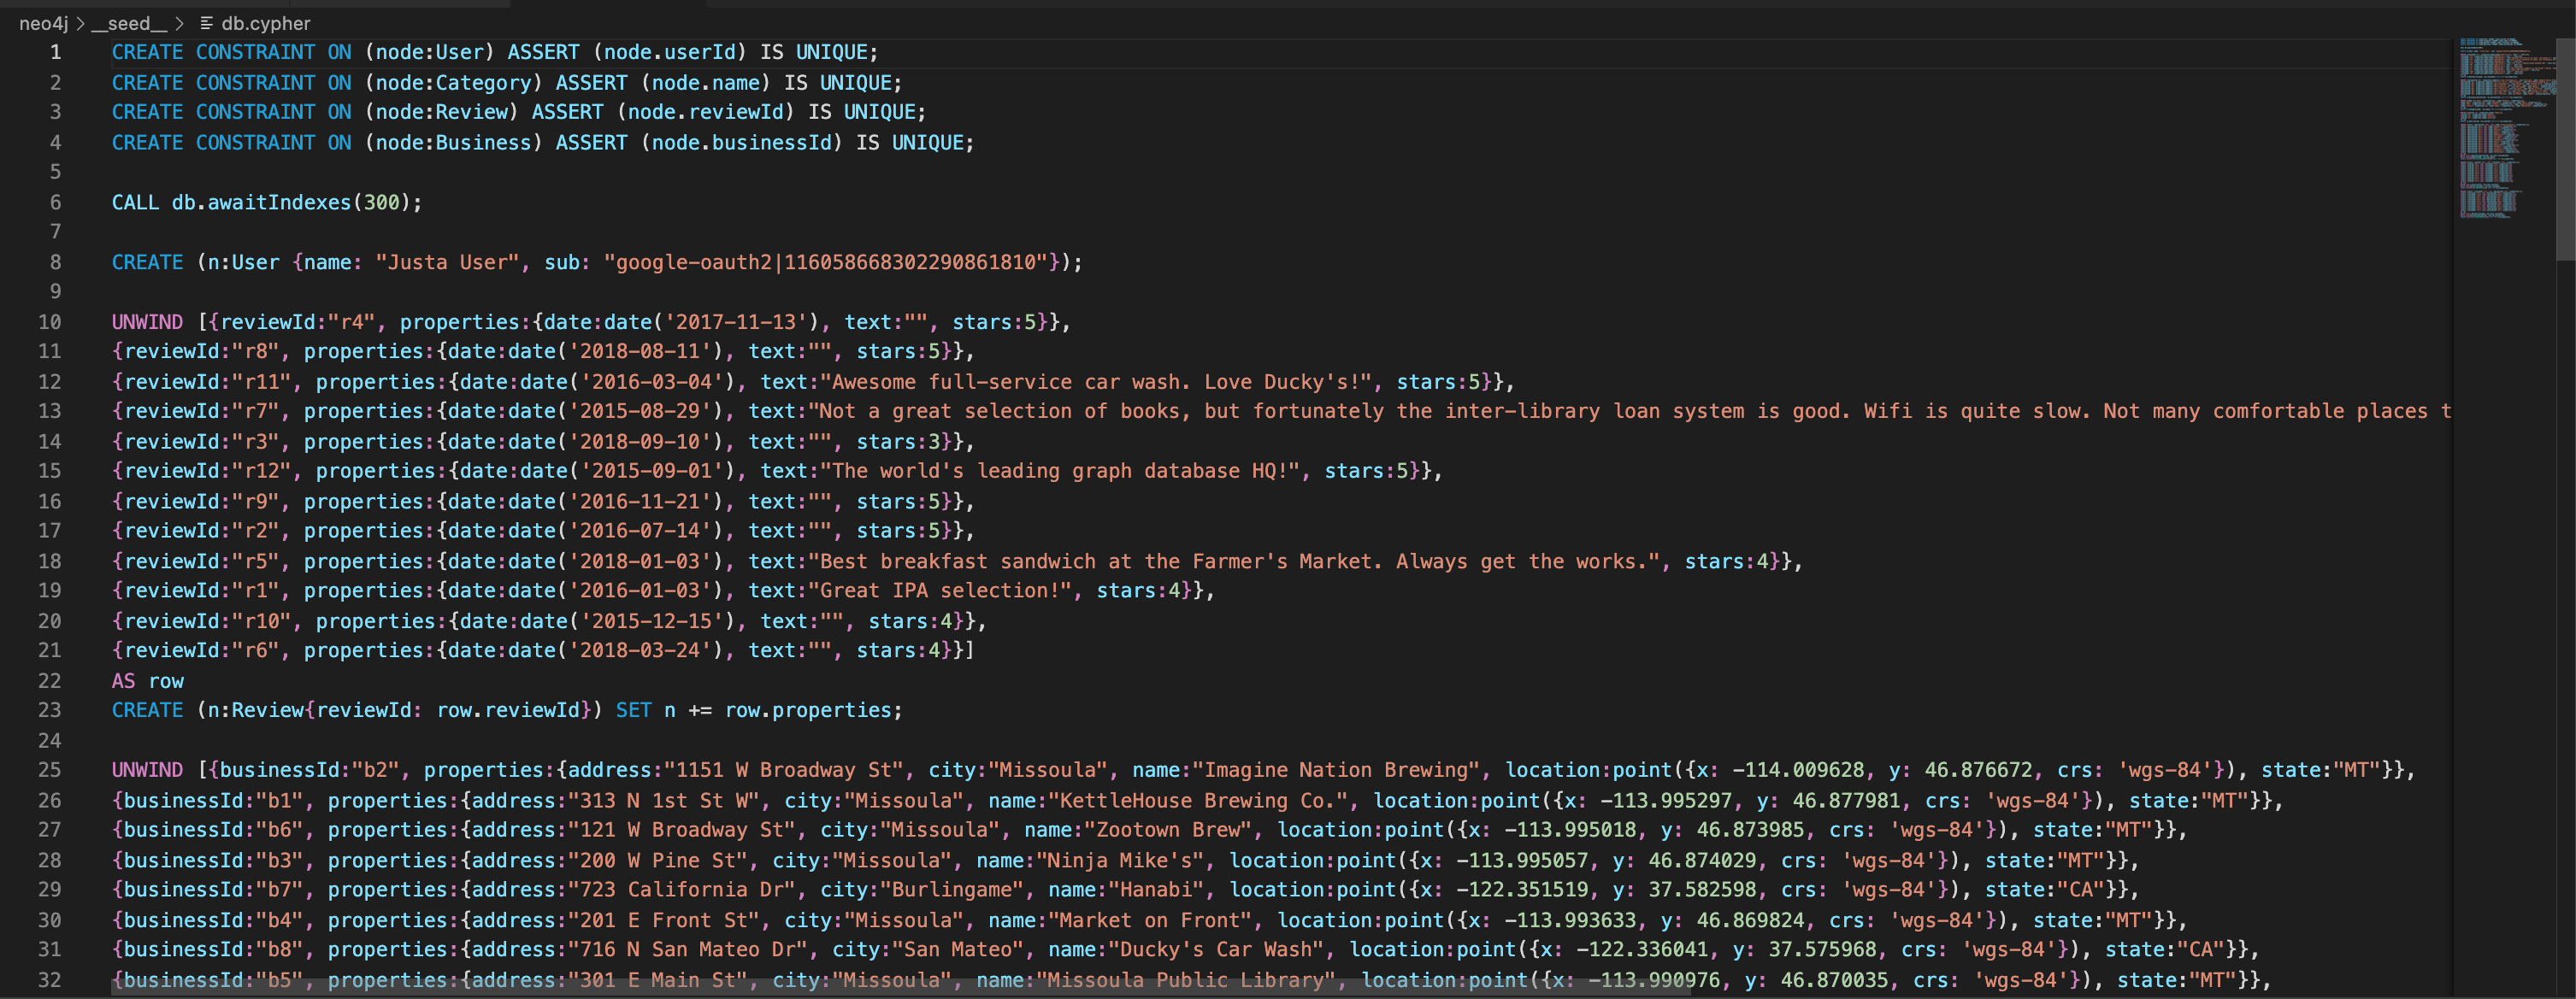 neo4j > __seed__ > db.cypher
1 CREATE CONSTRAINT ON (node:User) ASSERT (node.userId) IS UNIQUE;
2 CREATE CONSTRAINT ON (node:Category) ASSERT (node.name) IS UNIQUE;
3 CREATE CONSTRAINT ON (node:Review) ASSERT (node.reviewId) IS UNIQUE;
4 CREATE CONSTRAINT ON (node:Business) ASSERT (node.businessId) IS UNIQUE;
5
6 CALL db.awaitIndexes(300);
7
8 CREATE (n:User {name: "Justa User", sub: "google-oauth2|116058668302290861810"});
9
10 UNWIND [{reviewId:"r4", properties:{date:date('2017-11-13'), text:"", stars:5}},
11 {reviewId:"r8", properties:{date:date('2018-08-11'), text:"", stars:5}},
12 {reviewId:"r11", properties:{date:date('2016-03-04'), text:"Awesome full-service car wash. Love Ducky's!", stars:5}},
13 {reviewId:"r7", properties:{date:date('2015-08-29'), text:"Not a great selection of books, but fortunately the inter-library loan system is good. Wifi is quite slow. Not many comfortable places t
14 {reviewId:"r3", properties:{date:date('2018-09-10'), text:"", stars:3}},
15 {reviewId:"r12", properties:{date:date('2015-09-01'), text:"The world's leading graph database HQ!", stars:5}},
16 {reviewId:"r9", properties:{date:date('2016-11-21'), text:"", stars:5}},
17 {reviewId:"r2", properties:{date:date('2016-07-14'), text:"", stars:5}},
18 {reviewId:"r5", properties:{date:date('2018-01-03'), text:"Best breakfast sandwich at the Farmer's Market. Always get the works.", stars:4}},
19 {reviewId:"r1", properties:{date:date('2016-01-03'), text:"Great IPA selection!", stars:4}},
20 {reviewId:"r10", properties:{date:date('2015-12-15'), text:"", stars:4}},
21 {reviewId:"r6", properties:{date:date('2018-03-24'), text:"", stars:4}}]
22 AS row
23 CREATE (n:Review{reviewId: row.reviewId}) SET n += row.properties;
24
25 UNWIND [{businessId:"b2", properties:{address:"1151 W Broadway St", city:"Missoula", name:"Imagine Nation Brewing", location:point({x: -114.009628, y: 46.876672, crs: 'wgs-84'}), state:"MT"}},
26 {businessId:"b1", properties:{address:"313 N 1st St W", city:"Missoula", name:"KettleHouse Brewing Co.", location:point({x: -113.995297, y: 46.877981, crs: 'wgs-84'}), state:"MT"}},
27 {businessId:"b6", properties:{address:"121 W Broadway St", city:"Missoula", name:"Zootown Brew", location:point({x: -113.995018, y: 46.873985, crs: 'wgs-84'}), state:"MT"}},
28 {businessId:"b3", properties:{address:"200 W Pine St", city:"Missoula", name:"Ninja Mike's", location:point({x: -113.995057, y: 46.874029, crs: 'wgs-84'}), state:"MT"}},
29 {businessId:"b7", properties:{address:"723 California Dr", city:"Burlingame", name:"Hanabi", location:point({x: -122.351519, y: 37.582598, crs: 'wgs-84'}), state:"CA"}},
30 {businessId:"b4", properties:{address:"201 E Front St", city:"Missoula", name:"Market on Front", location:point({x: -113.993633, y: 46.869824, crs: 'wgs-84'}), state:"MT"}},
31 {businessId:"b8", properties:{address:"716 N San Mateo Dr", city:"San Mateo", name:"Ducky's Car Wash", location:point({x: -122.336041, y: 37.575968, crs: 'wgs-84'}), state:"CA"}},
32 {businessId:"b5", properties:{address:"301 E Main St", city:"Missoula", name:"Missoula Public Library", location:point({x: -113.990976, y: 46.870035, crs: 'wgs-84'}), state:"MT"}},